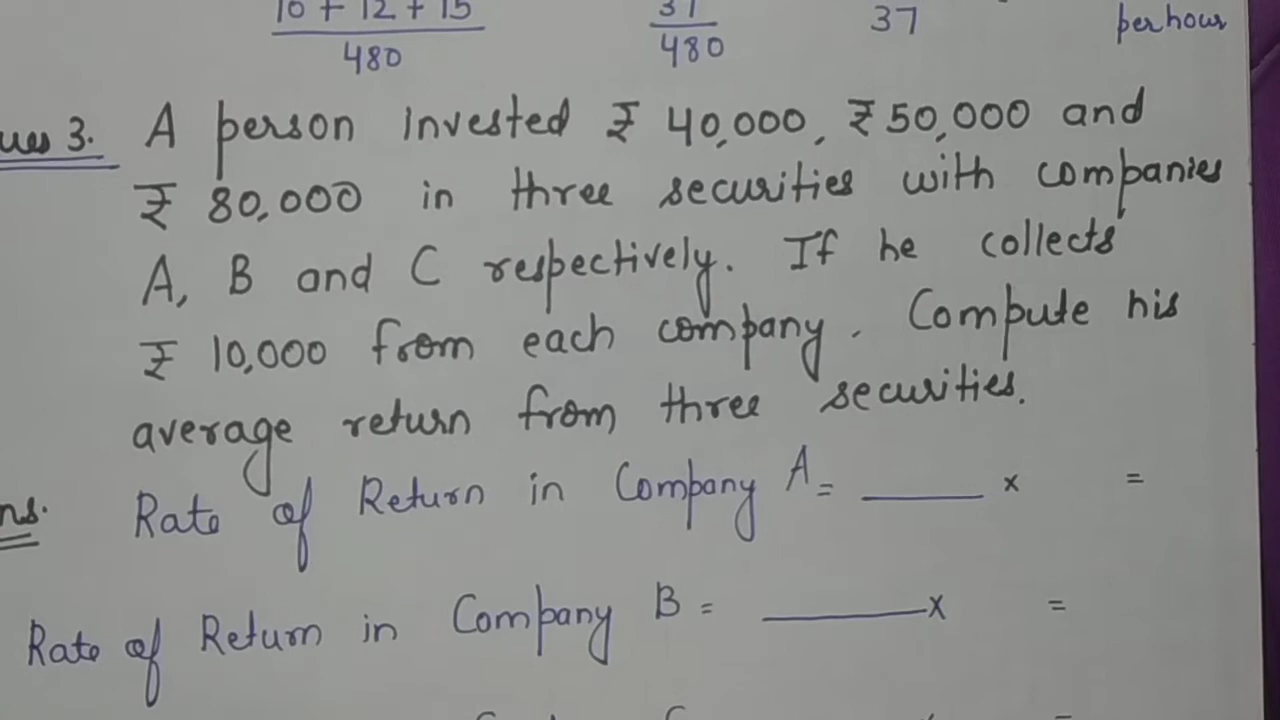 10 + 12 + 15
480
37
480
37
per hour
ues 3. A person invested ₹ 40,000, ₹ 50,000 and
₹ 80,000 in three securities with companies
A, B and C respectively. If he collects
₹ 10,000 from each company. Compute his
average return from three securities.
ns. Rate of Return in Company A = ____ x =
Rate of Return in Company B = ____ x =